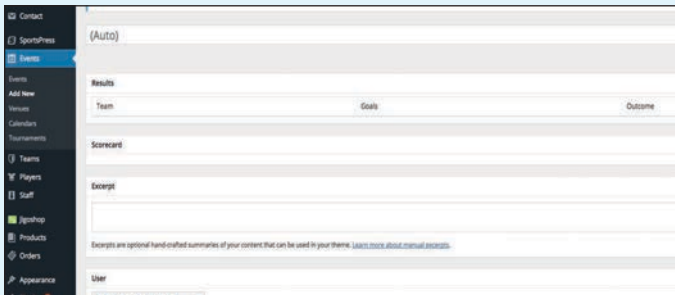 Contact
SportsPress
Events
Events
Add New
Venues
Calendars
Tournaments
Teams
Players
Staff
Jigoshop
Products
Orders
Appearance
(Auto)
Results
Team Goals Outcome
Scorecard
Excerpt
Excerpts are optional hand-crafted summaries of your content that can be used in your theme. Learn more about manual excerpts.
User